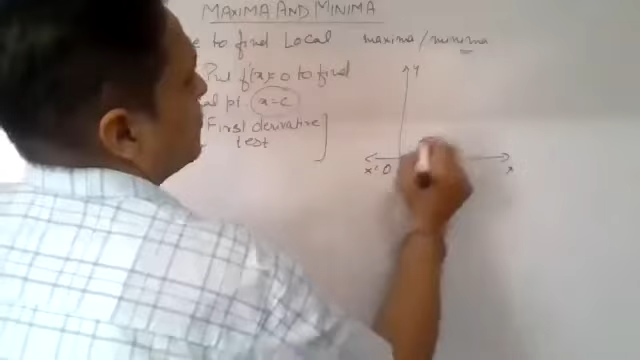 MAXIMA AND MINIMA
to find Local maxima/minima
Put f'(x)=0 to find
pt. x=c
First derivative
test
y
x' O x